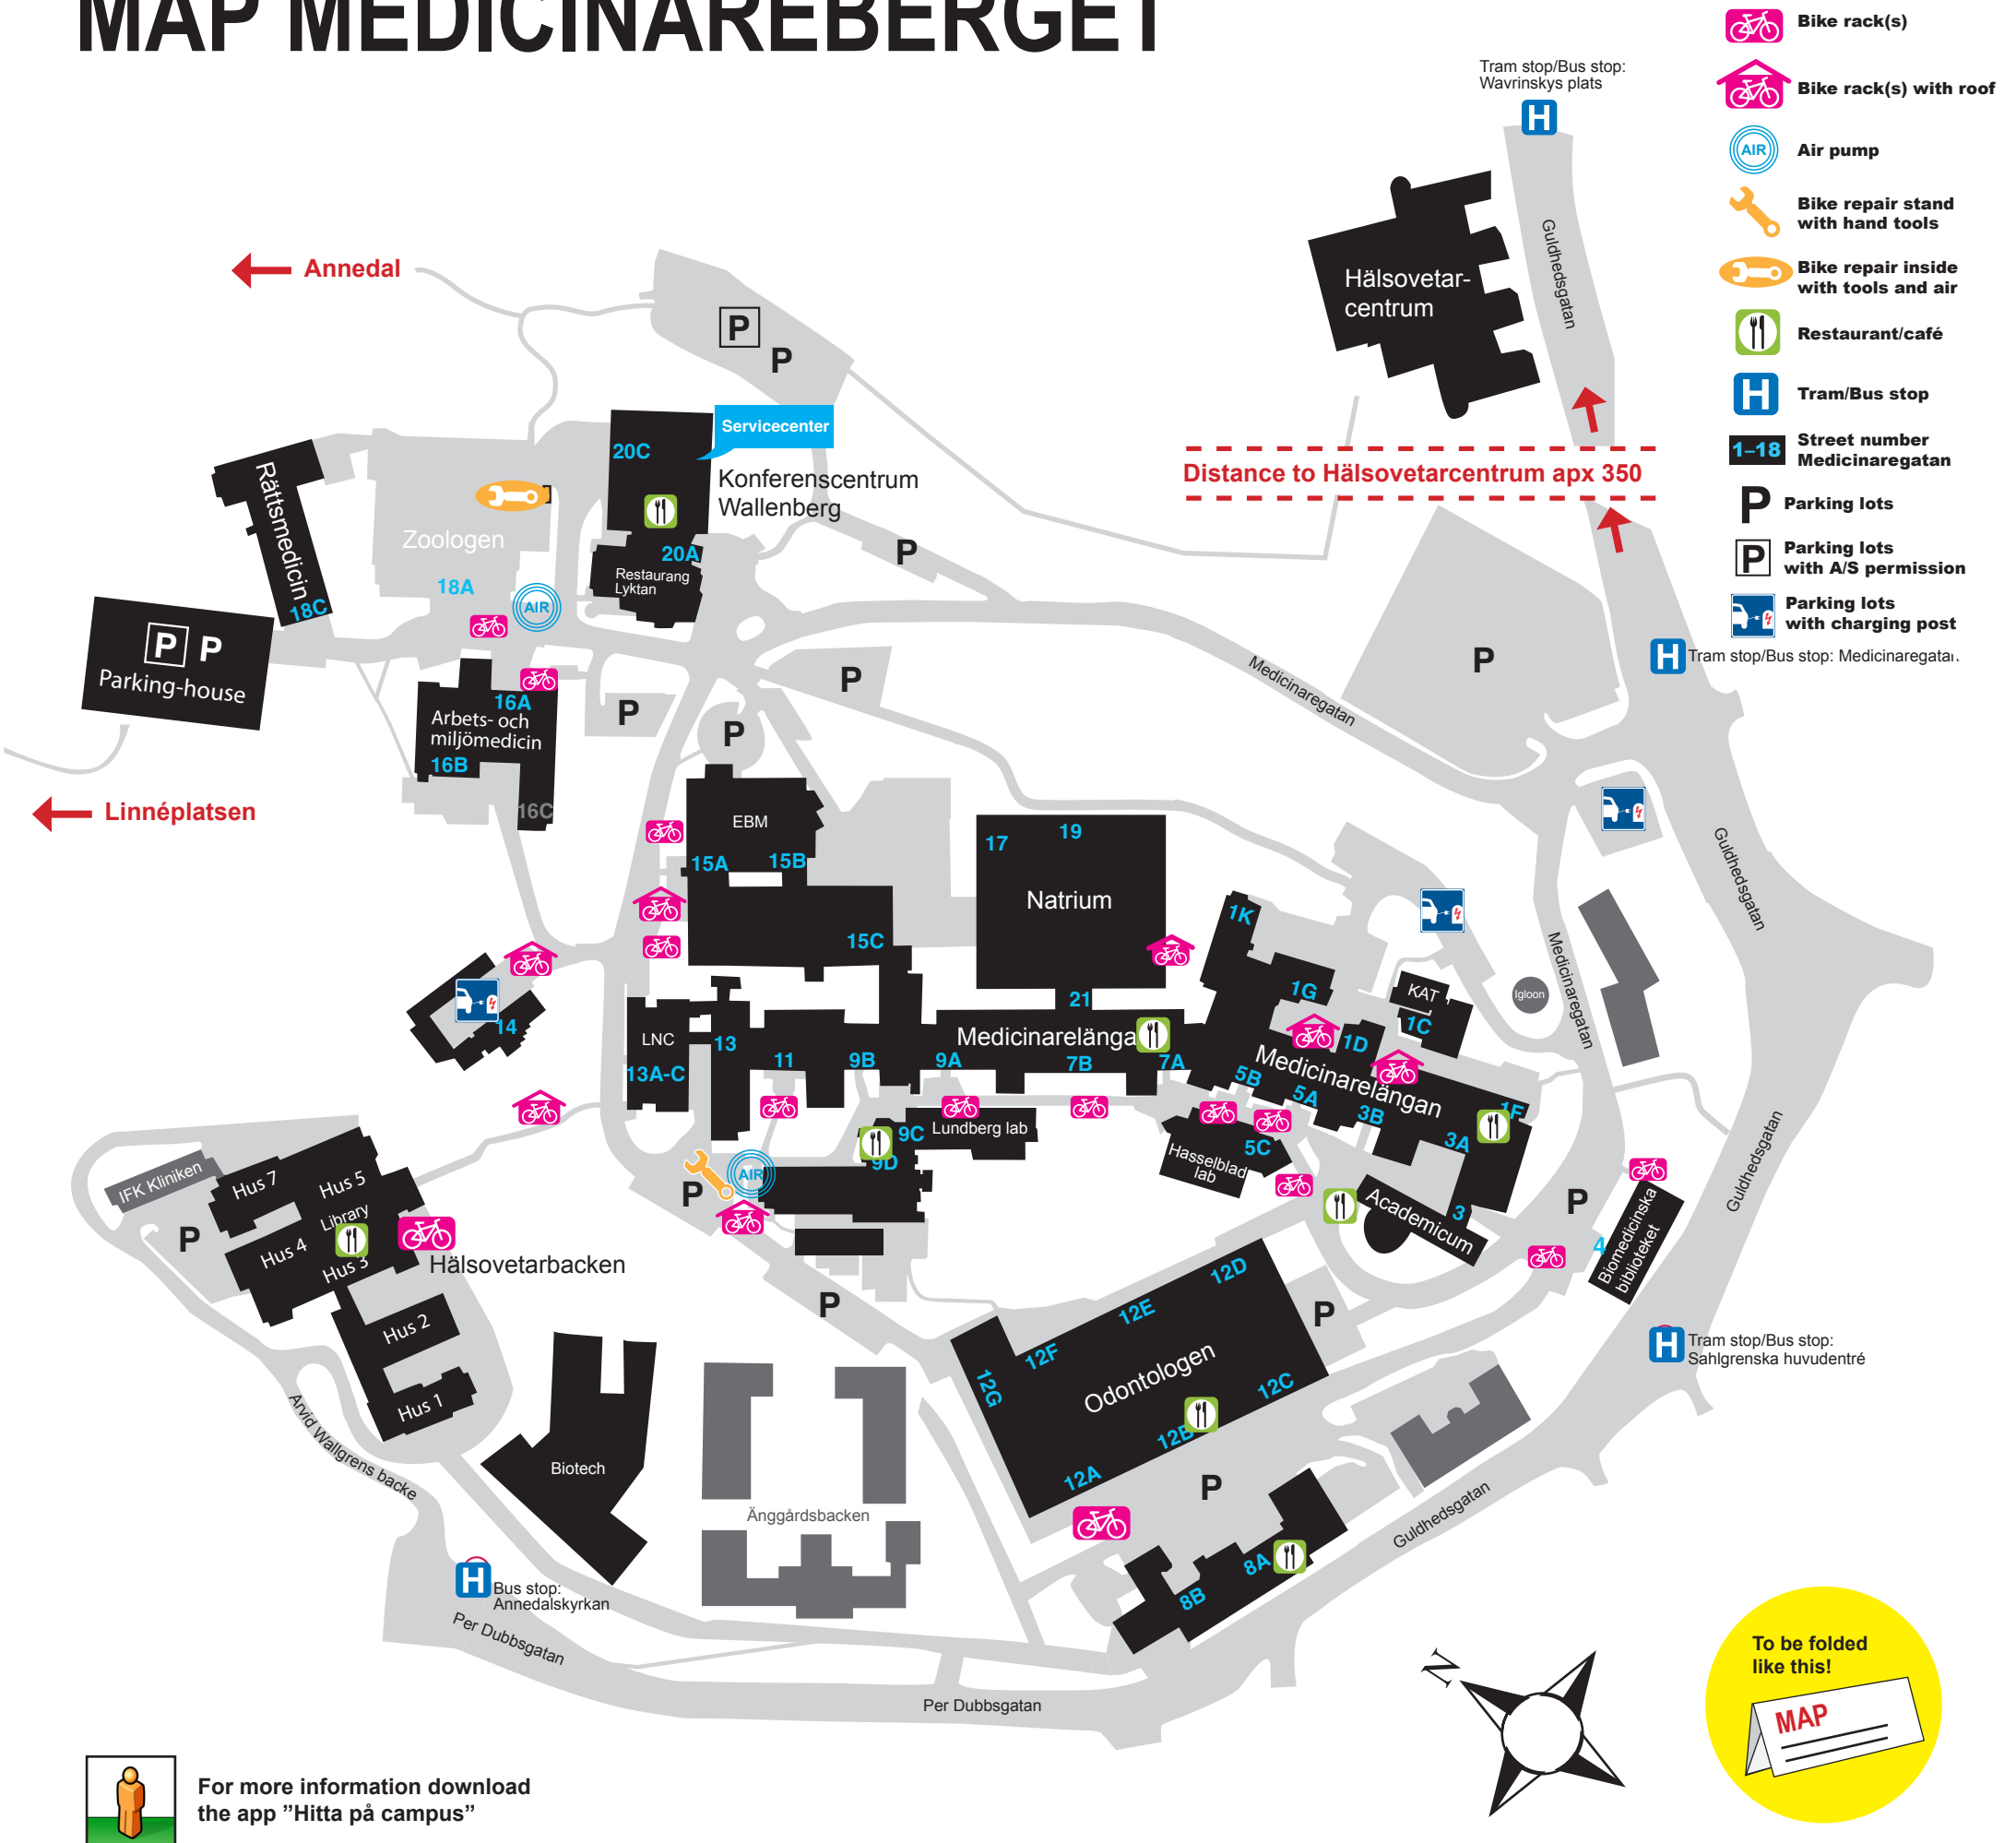 MAP MEDICINAREBERGET
Bike rack(s)
Bike rack(s) with roof
AIR
Air pump
Bike repair stand
with hand tools
Bike repair inside
with tools and air
Restaurant/café
H
Tram/Bus stop
1–18
Street number
Medicinaregatan
P
Parking lots
P
Parking lots
with A/S permission
Parking lots
with charging post
Tram stop/Bus stop:
Wavrinskys plats
H
Guldhedsgatan
Hälsovetar-
centrum
Distance to Hälsovetarcentrum apx 350
H
Tram stop/Bus stop: Medicinaregatan
Annedal
P
P
Servicecenter
20C
Konferenscentrum
Wallenberg
20A
Restaurang
Lyktan
P
Rättsmedicin
18C
Zoologen
18A
AIR
P P
Parking-house
Linnéplatsen
16A
Arbets- och
miljömedicin
16B
16C
P
P
P
P
Medicinaregatan
EBM
15A
15B
15C
17
19
Natrium
21
1K
1G
KAT
1C
1D
Igloon
Medicinaregatan
Guldhedsgatan
14
LNC
13A-C
13
11
9B
9A
Medicinarelänga
7B
7A
Medicinarelängan
5B
5A
3B
3A
1F
3
9C
Lundberg lab
9D
5C
Hasselblad
lab
Academicum
P
4
Biomedicinska
biblioteket
Guldhedsgatan
AIR
P
IFK Kliniken
Hus 7
Hus 5
Library
Hus 4
Hus 3
P
Hälsovetarbacken
Hus 2
Hus 1
P
12D
12E
12F
12G
Odontologen
12C
12B
12A
P
H
Tram stop/Bus stop:
Sahlgrenska huvudentré
Biotech
Änggårdsbacken
P
8A
8B
Guldhedsgatan
Arvid Wallgrens backe
H
Bus stop:
Annedalskyrkan
Per Dubbsgatan
Per Dubbsgatan
N
To be folded
like this!
MAP
For more information download
the app ”Hitta på campus”